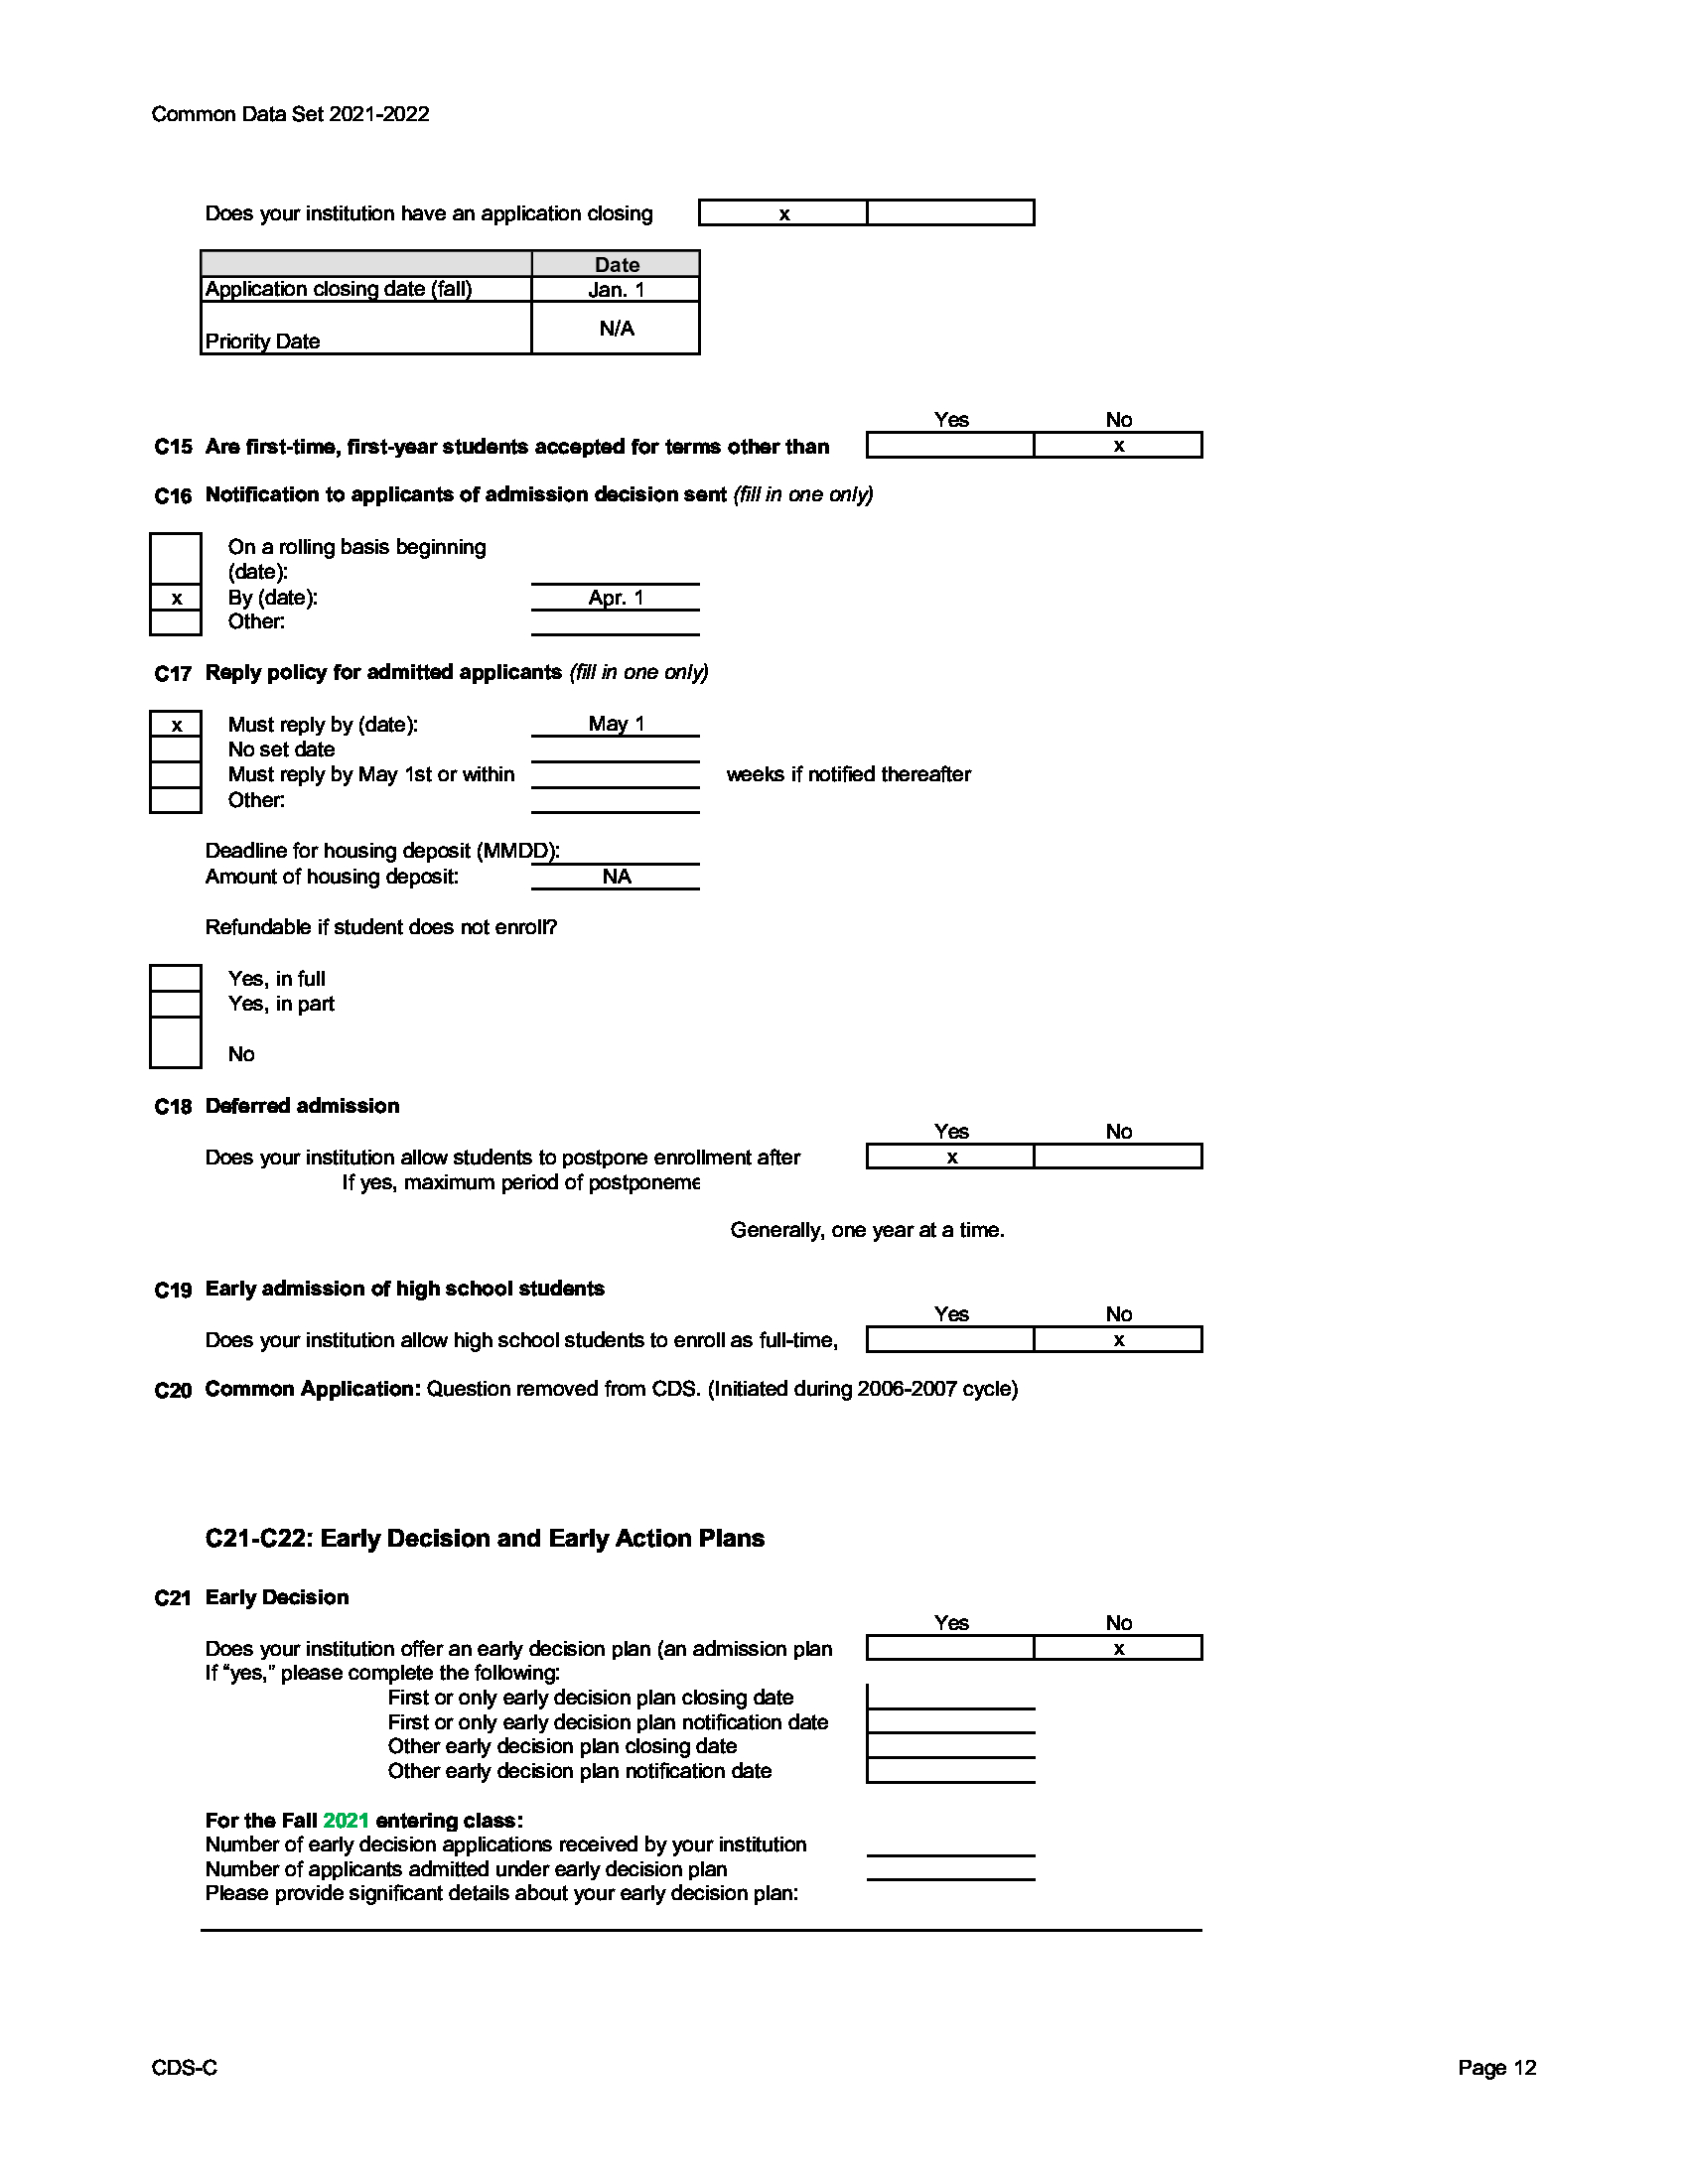 Common Data Set 2021-2022
Does your institution have an application closing x
Date
Application closing date (fall) Jan. 1
Priority Date N/A
Yes No
C15 Are first-time, first-year students accepted for terms other than x
C16 Notification to applicants of admission decision sent (fill in one only)
On a rolling basis beginning
(date):
x By (date): Apr. 1
Other:
C17 Reply policy for admitted applicants (fill in one only)
x Must reply by (date): May 1
No set date
Must reply by May 1st or within weeks if notified thereafter
Other:
Deadline for housing deposit (MMDD):
Amount of housing deposit: NA
Refundable if student does not enroll?
Yes, in full
Yes, in part
No
C18 Deferred admission
Yes No
Does your institution allow students to postpone enrollment after x
If yes, maximum period of postponeme
Generally, one year at a time.
C19 Early admission of high school students
Yes No
Does your institution allow high school students to enroll as full-time, x
C20 Common Application: Question removed from CDS. (Initiated during 2006-2007 cycle)
C21-C22: Early Decision and Early Action Plans
C21 Early Decision
Yes No
Does your institution offer an early decision plan (an admission plan x
If “yes,” please complete the following:
First or only early decision plan closing date
First or only early decision plan notification date
Other early decision plan closing date
Other early decision plan notification date
For the Fall 2021 entering class:
Number of early decision applications received by your institution
Number of applicants admitted under early decision plan
Please provide significant details about your early decision plan:
CDS-C Page 12